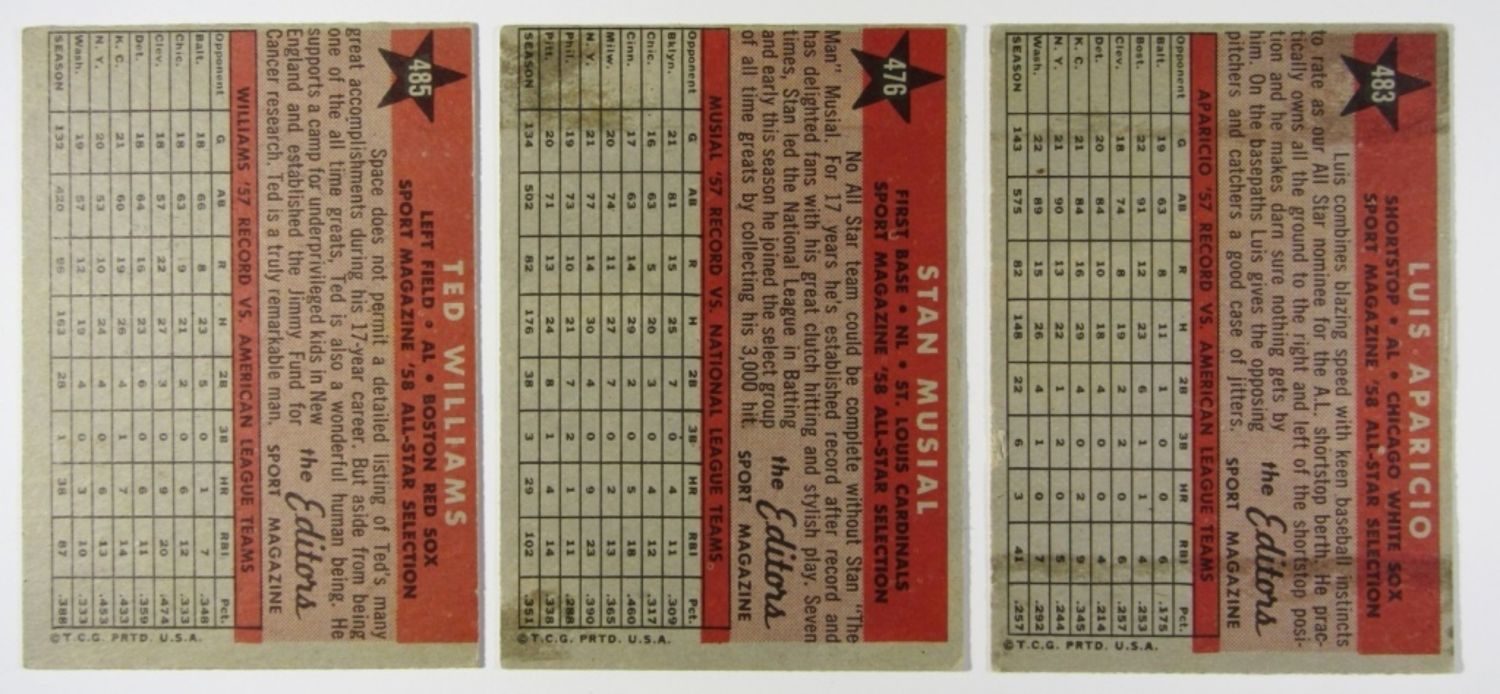 485
TED WILLIAMS
LEFT FIELD • AL • BOSTON RED SOX
SPORT MAGAZINE '58 ALL-STAR SELECTION
Space does not permit a detailed listing of Ted's many
great accomplishments during his 17-year career. But aside from being
one of the all time greats, Ted is also a wonderful human being. He
supports a camp for underprivileged kids in New
England and established the Jimmy Fund for
Cancer research. Ted is a truly remarkable man.
the Editors
SPORT MAGAZINE
WILLIAMS '57 RECORD VS. AMERICAN LEAGUE TEAMS
Opponent G AB R H 2B 3B HR RBI Pct.
Balt. 18 66 8 23 5 0 1 7 .348
Chic. 18 63 9 21 2 0 6 12 .333
Clev. 18 57 22 27 3 0 9 20 .474
Det. 18 64 16 23 6 0 6 11 .359
K. C. 21 60 19 26 4 1 7 14 .433
N. Y. 20 53 10 24 4 0 6 13 .453
Wash. 19 57 12 19 4 0 3 10 .333
SEASON 132 420 96 163 28 1 38 87 .388
©T.C.G. PRTD. U.S.A.
476
STAN MUSIAL
FIRST BASE • NL • ST. LOUIS CARDINALS
SPORT MAGAZINE '58 ALL-STAR SELECTION
No All Star team could be complete without Stan "The
Man" Musial. For 17 years he's established record after record and
has delighted fans with his great clutch hitting and stylish play. Seven
times, Stan led the National League in Batting
and early this season he joined the select group
of all time greats by collecting his 3,000 hit.
the Editors
SPORT MAGAZINE
MUSIAL '57 RECORD VS. NATIONAL LEAGUE TEAMS
Opponent G AB R H 2B 3B HR RBI Pct.
Bklyn. 21 81 15 25 7 0 4 11 .309
Chic. 16 63 5 20 3 0 4 12 .317
Cinn. 17 63 14 29 2 0 5 18 .460
Milw. 20 74 11 27 4 0 2 13 .365
N. Y. 21 77 14 30 7 0 9 23 .390
Phil. 19 73 10 21 7 2 1 11 .288
Pitt. 20 71 13 24 8 1 4 14 .338
SEASON 134 502 82 176 38 3 29 102 .351
©T.C.G. PRTD. U.S.A.
483
LUIS APARICIO
SHORTSTOP • AL • CHICAGO WHITE SOX
SPORT MAGAZINE '58 ALL-STAR SELECTION
Luis combines blazing speed with keen baseball instincts
to rate as our All Star nominee for the A.L. shortstop berth. He prac-
tically owns all the ground to the right and left of the shortstop posi-
tion and he makes darn sure nothing gets by
him. On the basepaths Luis gives the opposing
pitchers and catchers a good case of jitters.
the Editors
SPORT MAGAZINE
APARICIO '57 RECORD VS. AMERICAN LEAGUE TEAMS
Opponent G AB R H 2B 3B HR RBI Pct.
Balt. 19 63 8 11 1 0 0 6 .175
Bost. 22 91 12 23 6 1 1 4 .253
Clev. 18 74 8 19 2 2 0 6 .257
Det. 20 84 10 18 4 0 0 4 .214
K. C. 21 84 16 29 4 0 2 9 .345
N. Y. 21 90 13 22 1 2 0 5 .244
Wash. 22 89 15 26 4 1 0 7 .292
SEASON 143 575 82 148 22 6 3 41 .257
©T.C.G. PRTD. U.S.A.